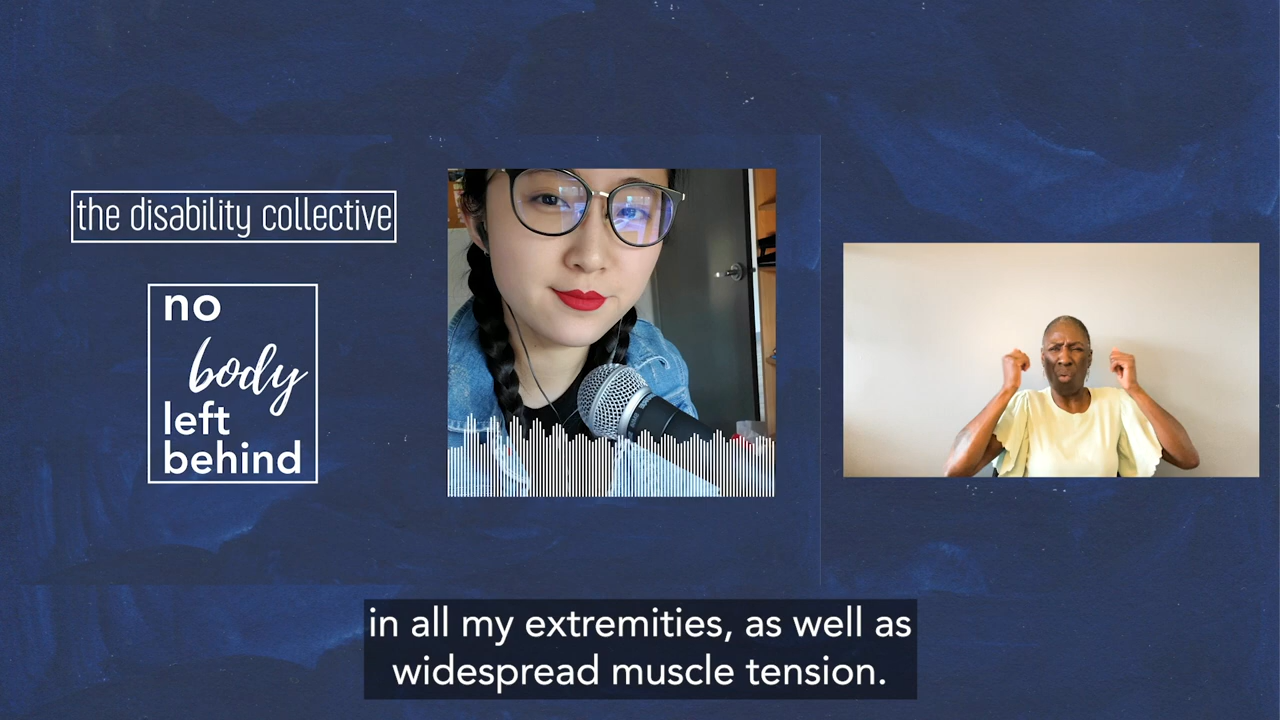 the disability collective
no
body
left
behind
in all my extremities, as well as
widespread muscle tension.